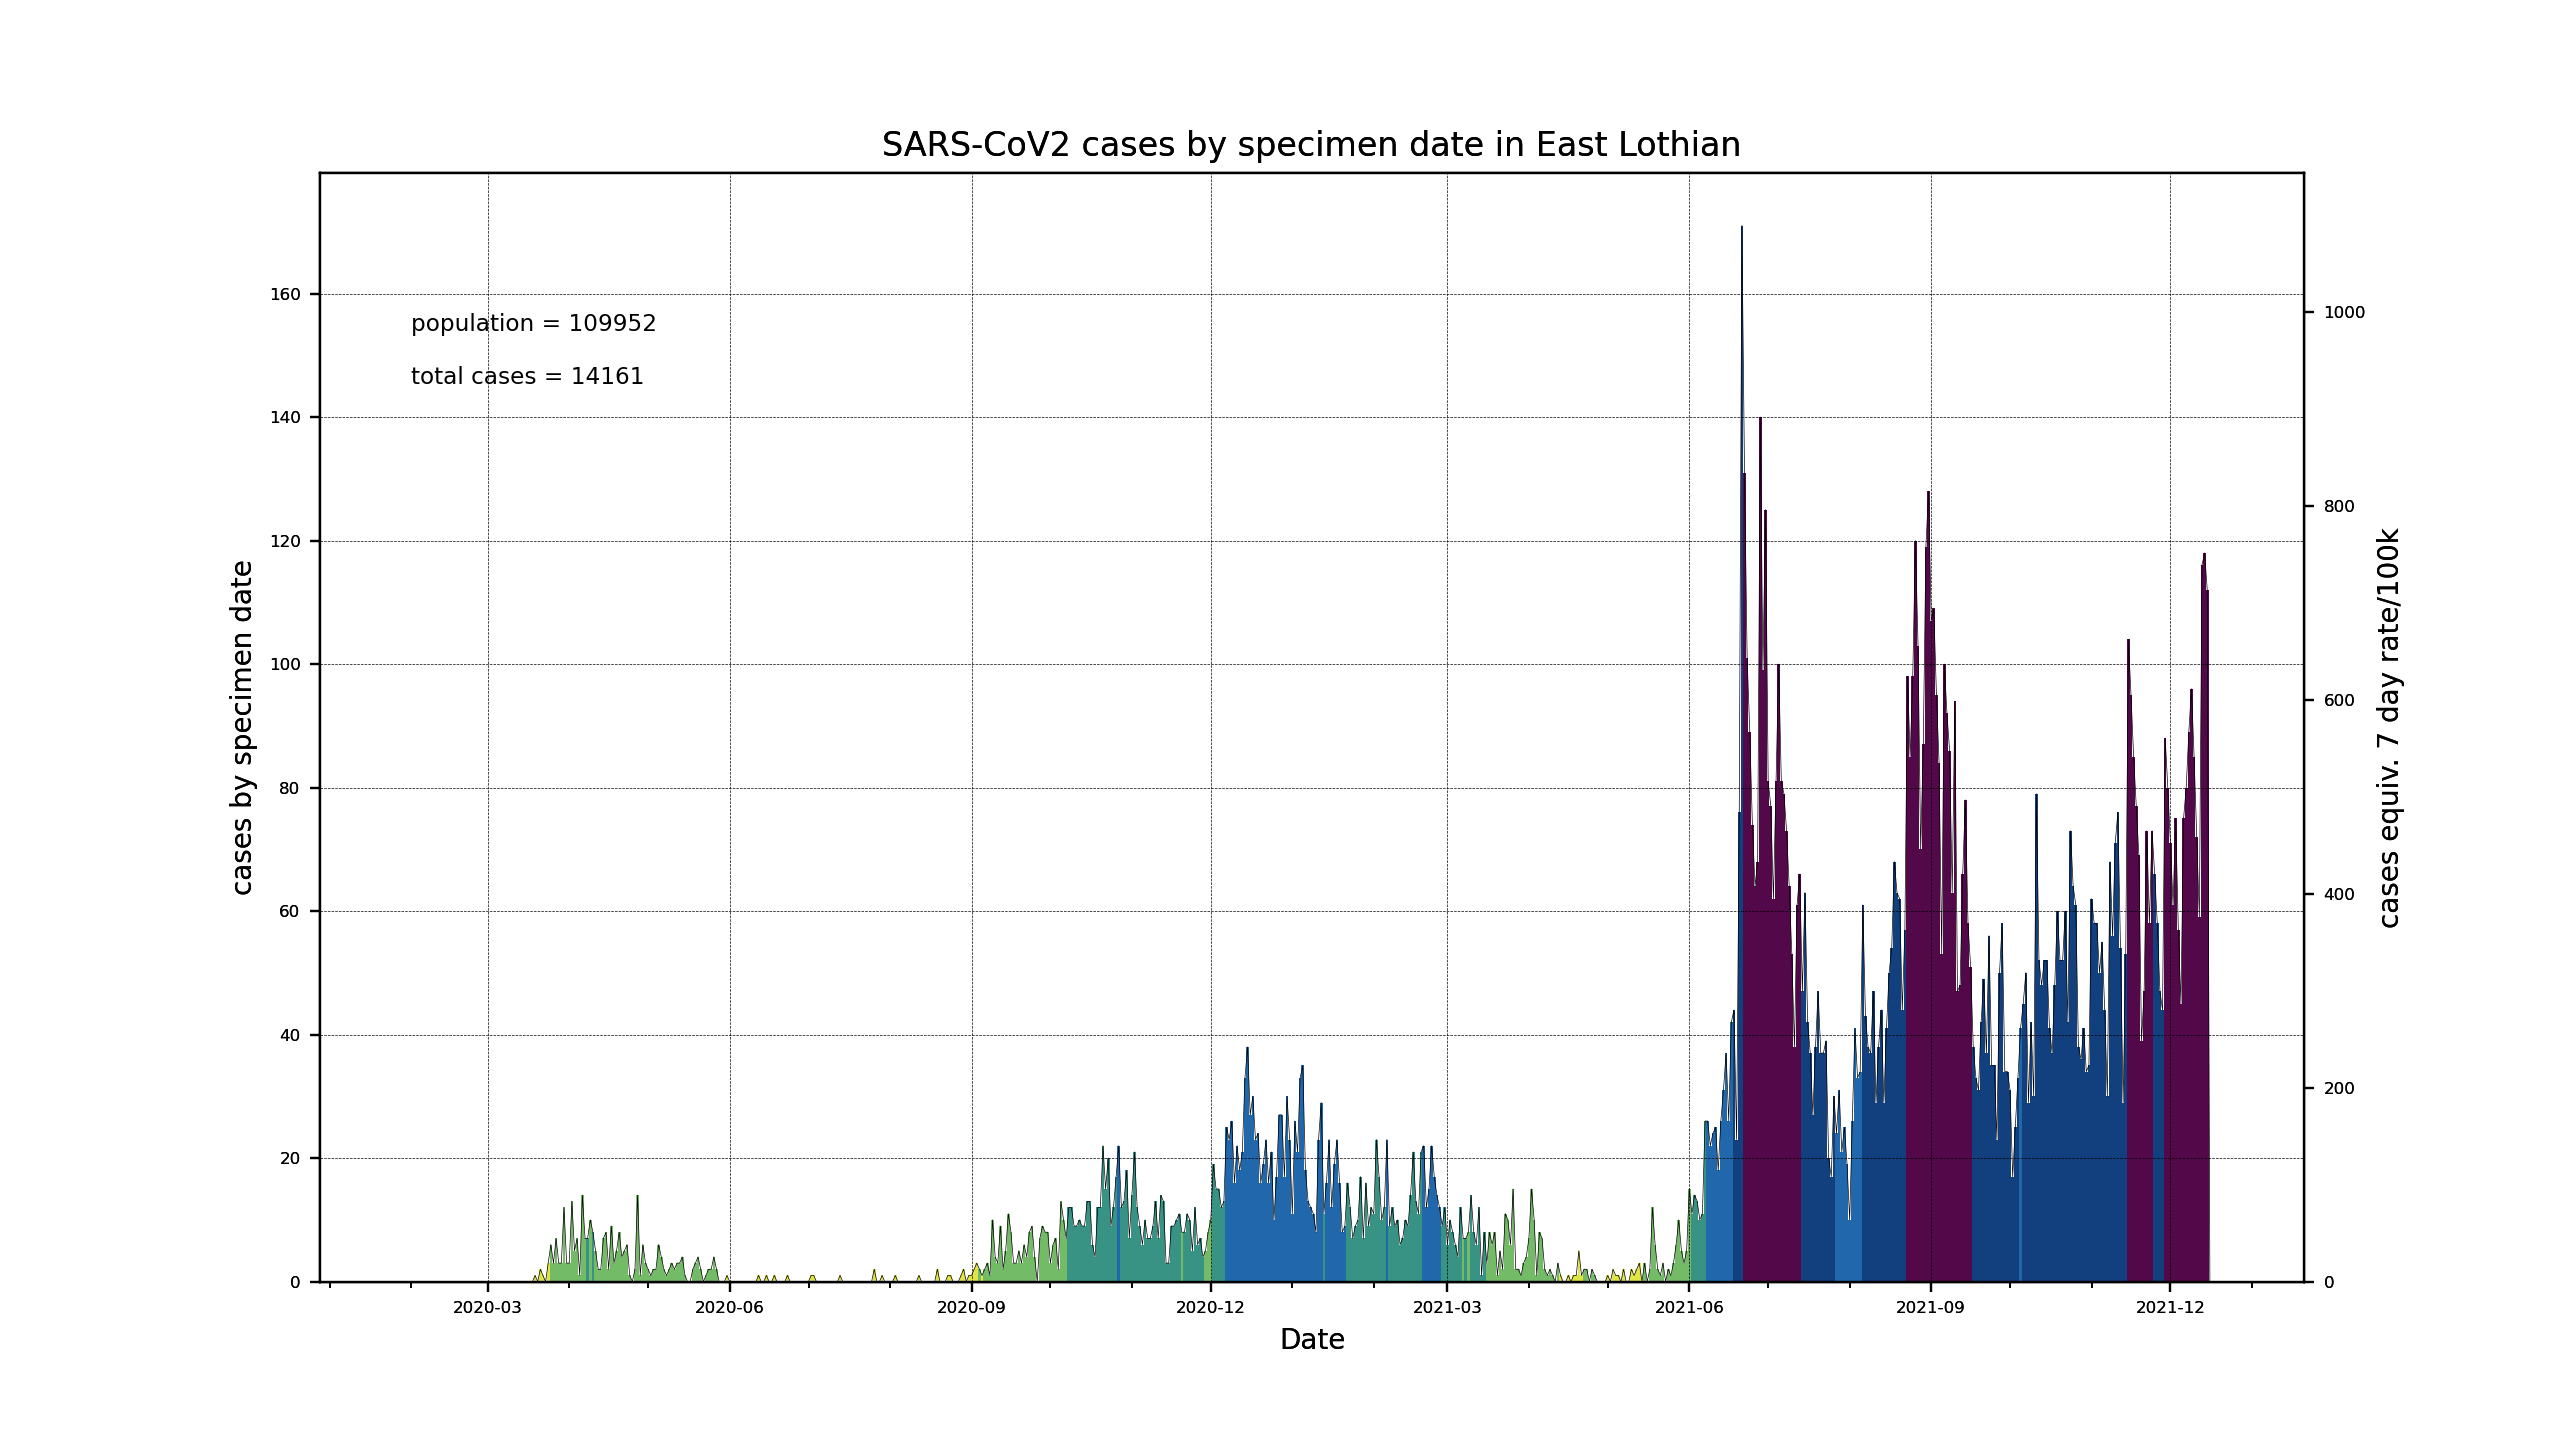 SARS-CoV2 cases by specimen date in East Lothian
population = 109952
total cases = 14161
cases by specimen date
160
140
120
100
80
60
40
20
0
1000
800
600
400
200
0
cases equiv. 7 day rate/100k
2020-03 2020-06 2020-09 2020-12 2021-03 2021-06 2021-09 2021-12
Date